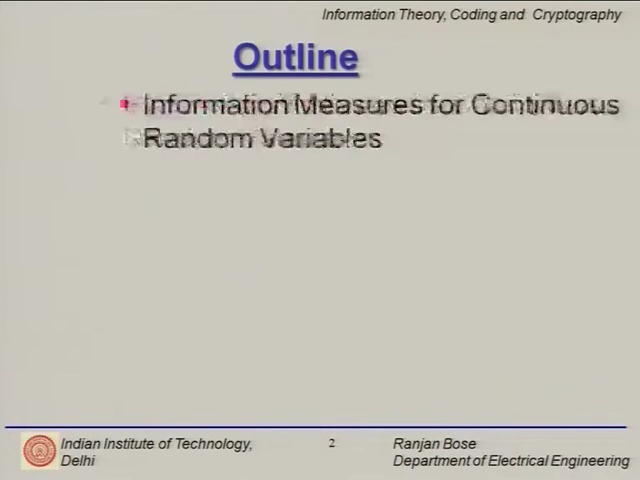 Information Theory, Coding and Cryptography
Outline
Information Measures for Continuous
Random Variables
Indian Institute of Technology,
Delhi
2
Ranjan Bose
Department of Electrical Engineering